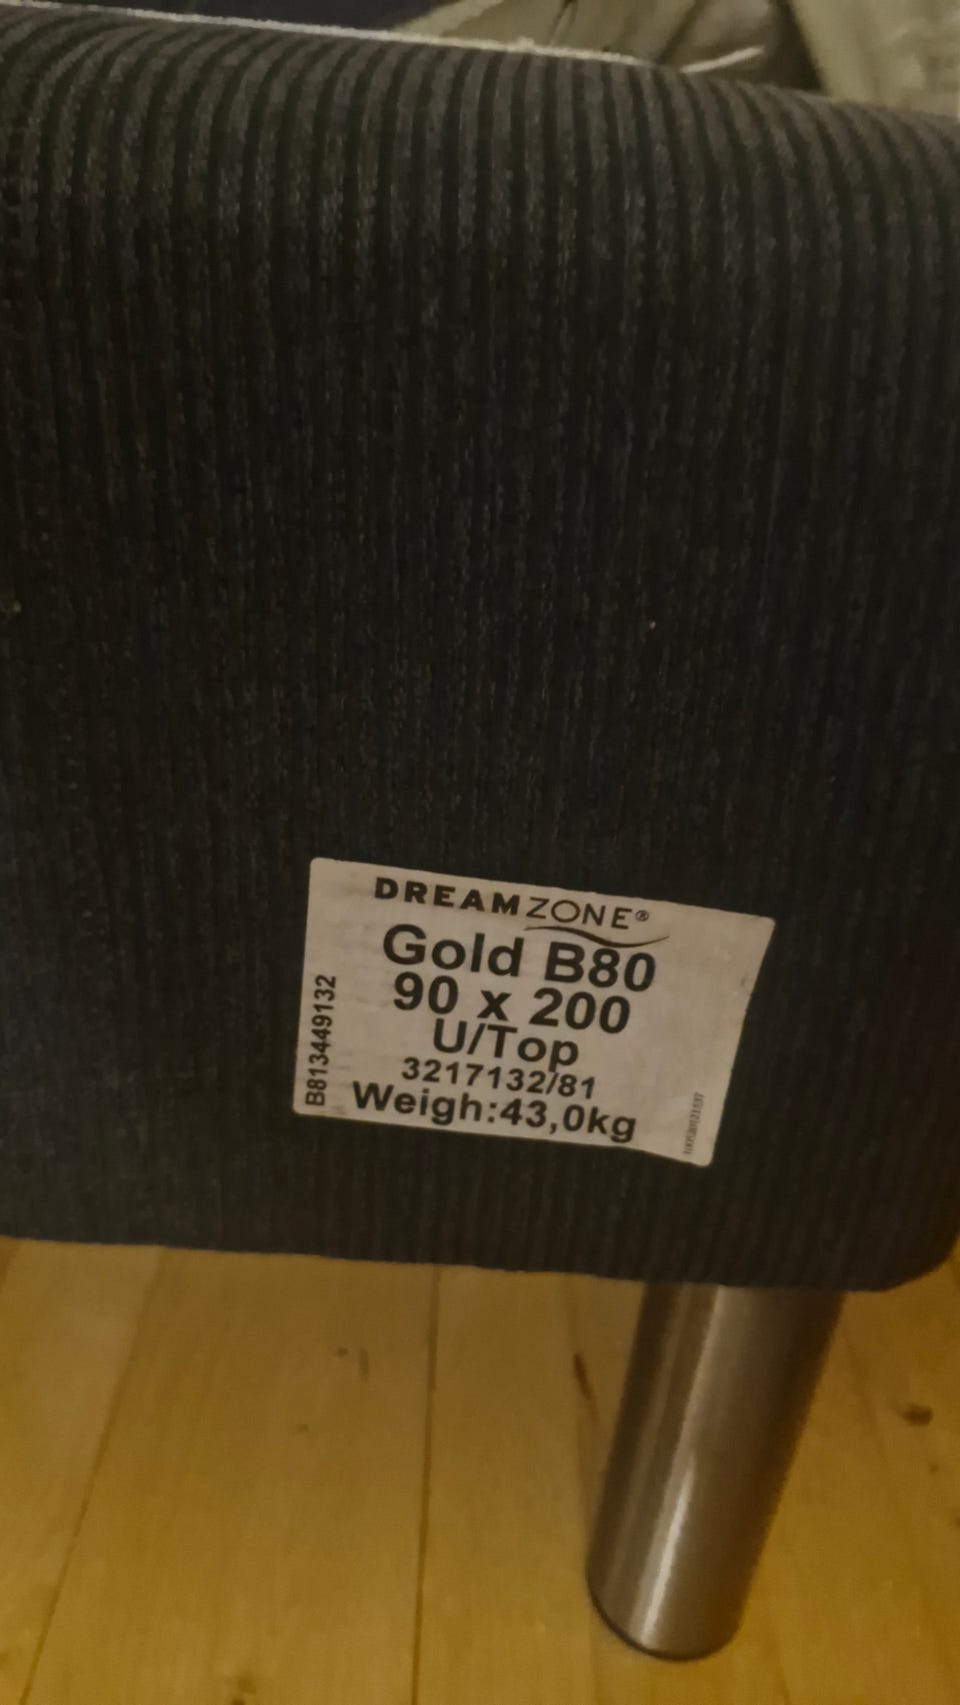 DREAMZONE®
Gold B80
90 x 200
U/Top
3217132/81
Weigh:43,0kg
B813449132